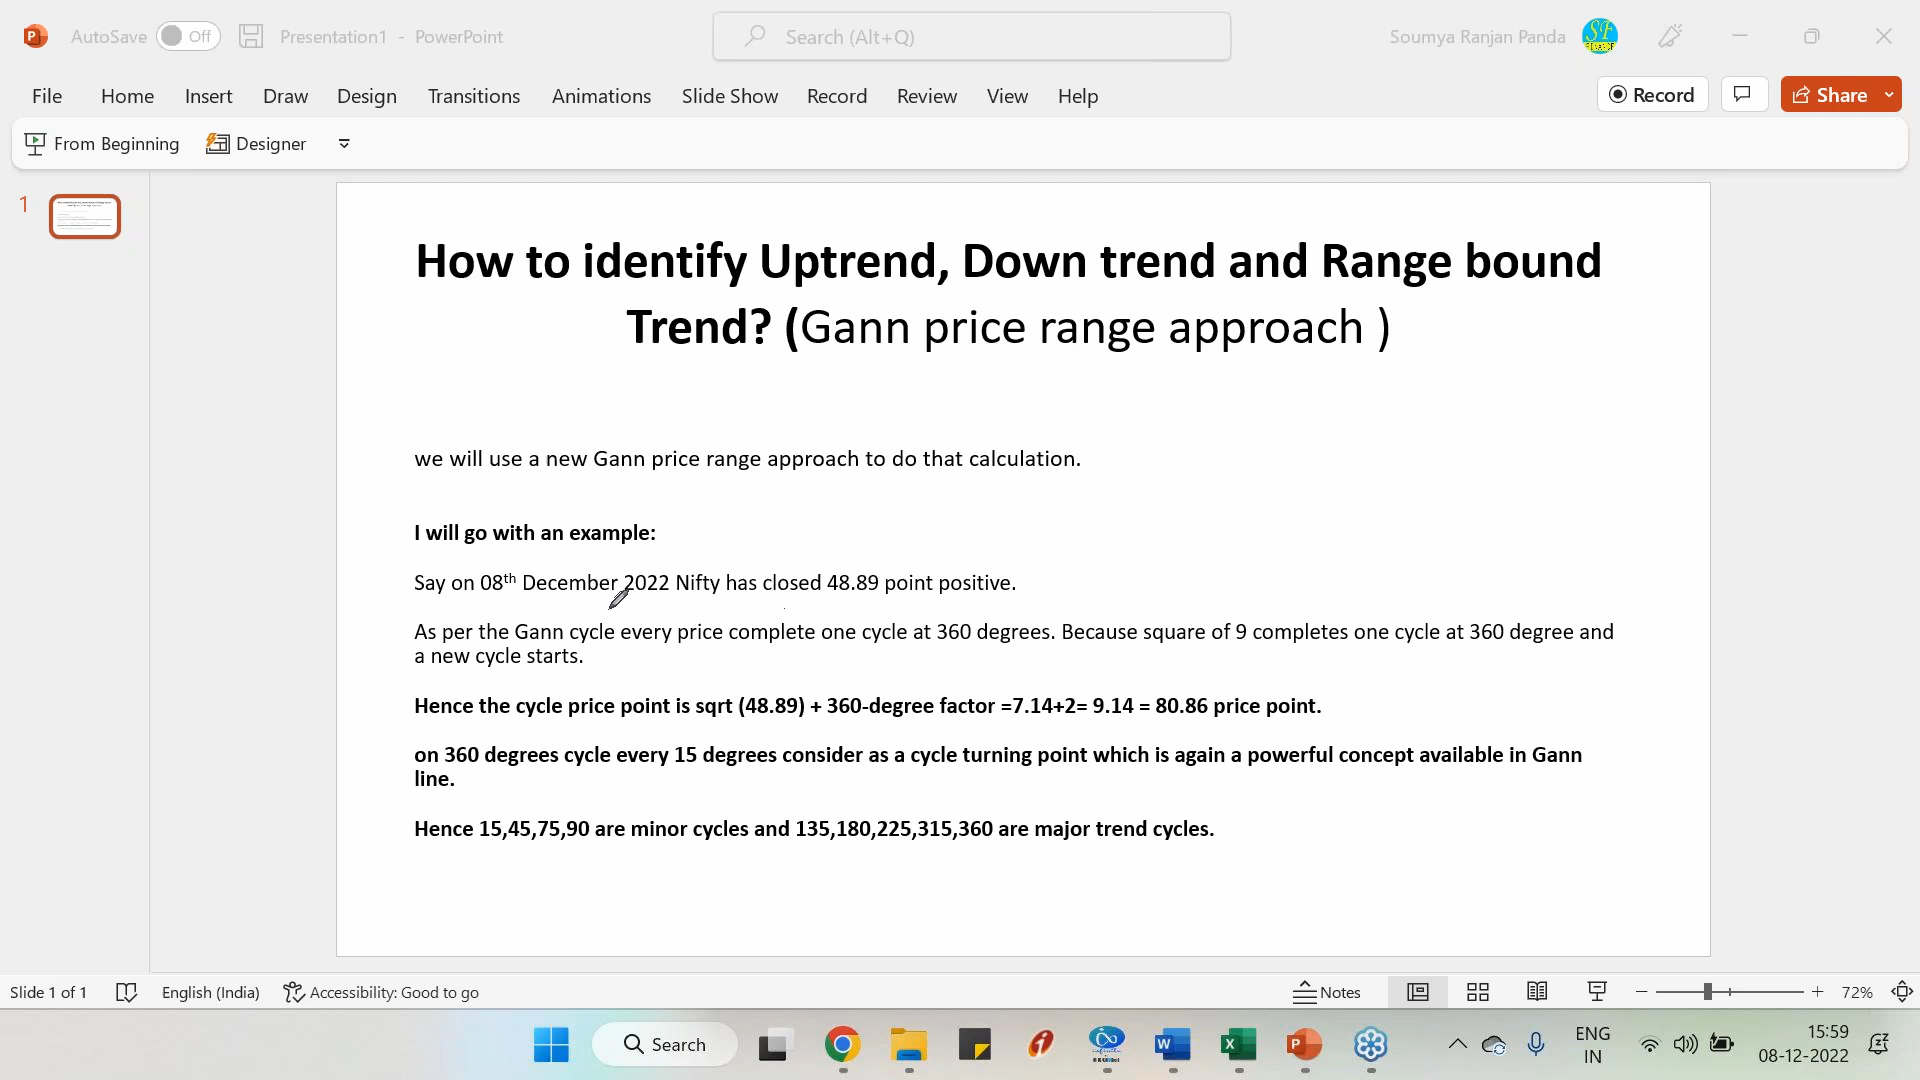 AutoSave Off Presentation1 - PowerPoint Search (Alt+Q) Soumya Ranjan Panda
File Home Insert Draw Design Transitions Animations Slide Show Record Review View Help Record Share
From Beginning Designer
1
How to identify Uptrend, Down trend and Range bound
Trend? (Gann price range approach )
we will use a new Gann price range approach to do that calculation.
I will go with an example:
Say on 08th December 2022 Nifty has closed 48.89 point positive.
As per the Gann cycle every price complete one cycle at 360 degrees. Because square of 9 completes one cycle at 360 degree and
a new cycle starts.
Hence the cycle price point is sqrt (48.89) + 360-degree factor =7.14+2= 9.14 = 80.86 price point.
on 360 degrees cycle every 15 degrees consider as a cycle turning point which is again a powerful concept available in Gann
line.
Hence 15,45,75,90 are minor cycles and 135,180,225,315,360 are major trend cycles.
Slide 1 of 1 English (India) Accessibility: Good to go Notes 72%
Search ENG 15:59
IN 08-12-2022